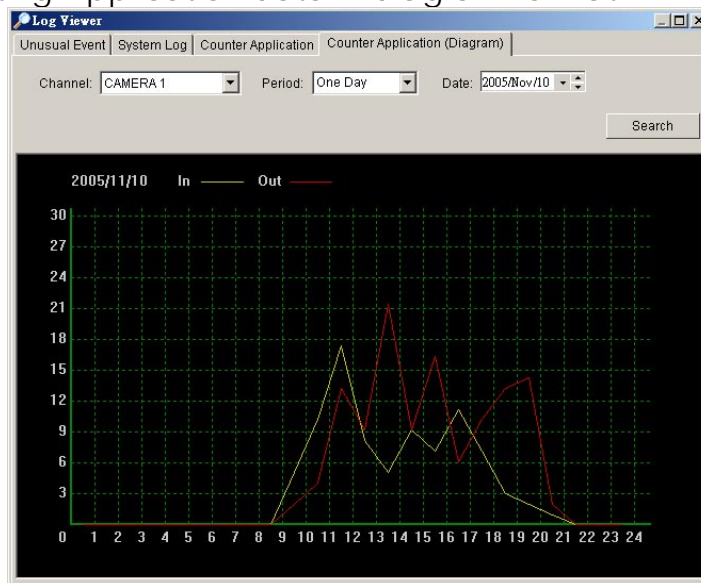 Log Viewer
Unusual Event System Log Counter Application Counter Application (Diagram)
Channel: CAMERA 1 Period: One Day Date: 2005/Nov/10
Search
2005/11/10 In Out
30
27
24
21
18
15
12
9
6
3
0 1 2 3 4 5 6 7 8 9 10 11 12 13 14 15 16 17 18 19 20 21 22 23 24